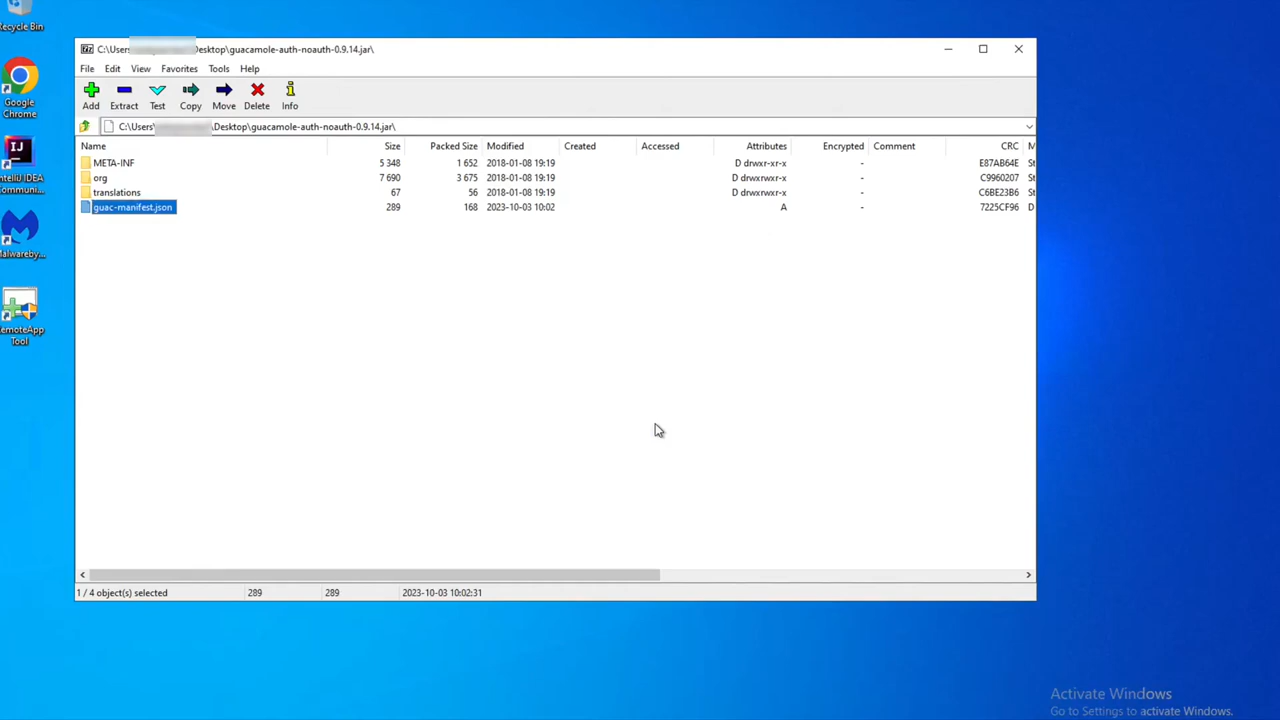 Recycle Bin
Google
Chrome
IntelliJ IDEA
Communi...
Malwareby...
RemoteApp
Tool
C:\Users Desktop\guacamole-auth-noauth-0.9.14.jar\
File Edit View Favorites Tools Help
Add Extract Test Copy Move Delete Info
C:\Users\ \Desktop\guacamole-auth-noauth-0.9.14.jar\
Name Size Packed Size Modified Created Accessed Attributes Encrypted Comment CRC M
META-INF 5 348 1 652 2018-01-08 19:19 D drwxr-xr-x - E87AB64E St
org 7 690 3 675 2018-01-08 19:19 D drwxrwxr-x - C9960207 St
translations 67 56 2018-01-08 19:19 D drwxrwxr-x - C6BE23B6 St
guac-manifest.json 289 168 2023-10-03 10:02 A - 7225CF96 D
1 / 4 object(s) selected 289 289 2023-10-03 10:02:31
Activate Windows
Go to Settings to activate Windows.